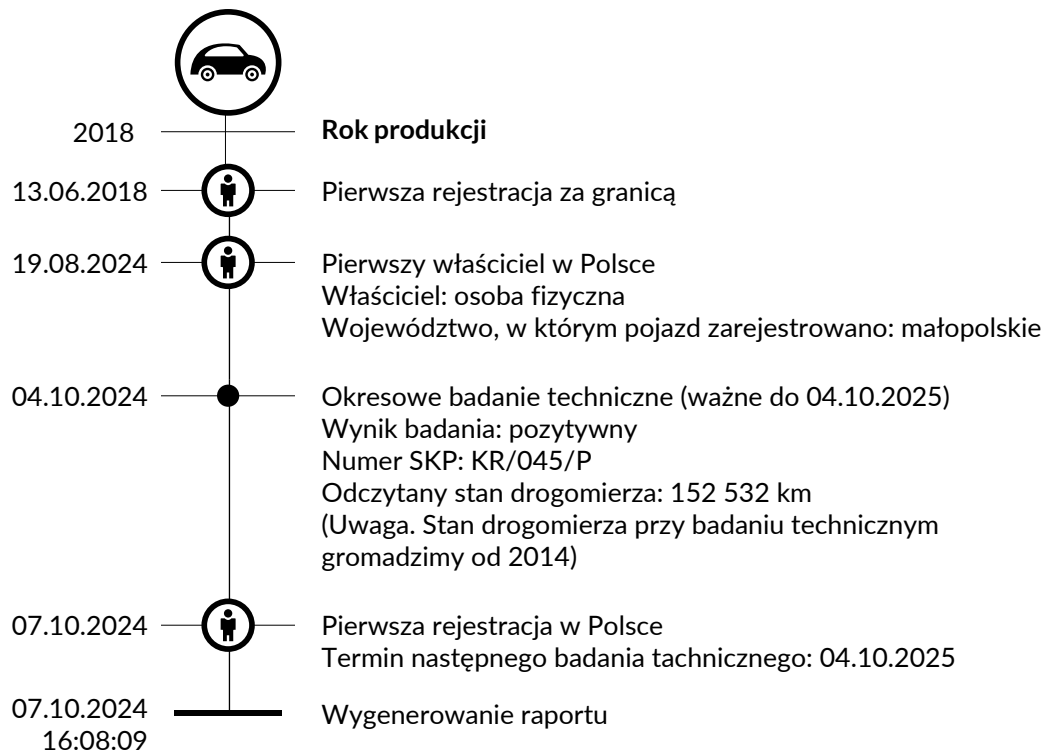 2018 Rok produkcji
13.06.2018 Pierwsza rejestracja za granicą
19.08.2024 Pierwszy właściciel w Polsce
Właściciel: osoba fizyczna
Województwo, w którym pojazd zarejestrowano: małopolskie
04.10.2024 Okresowe badanie techniczne (ważne do 04.10.2025)
Wynik badania: pozytywny
Numer SKP: KR/045/P
Odczytany stan drogomierza: 152 532 km
(Uwaga. Stan drogomierza przy badaniu technicznym
gromadzimy od 2014)
07.10.2024 Pierwsza rejestracja w Polsce
Termin następnego badania tachnicznego: 04.10.2025
07.10.2024 Wygenerowanie raportu
16:08:09